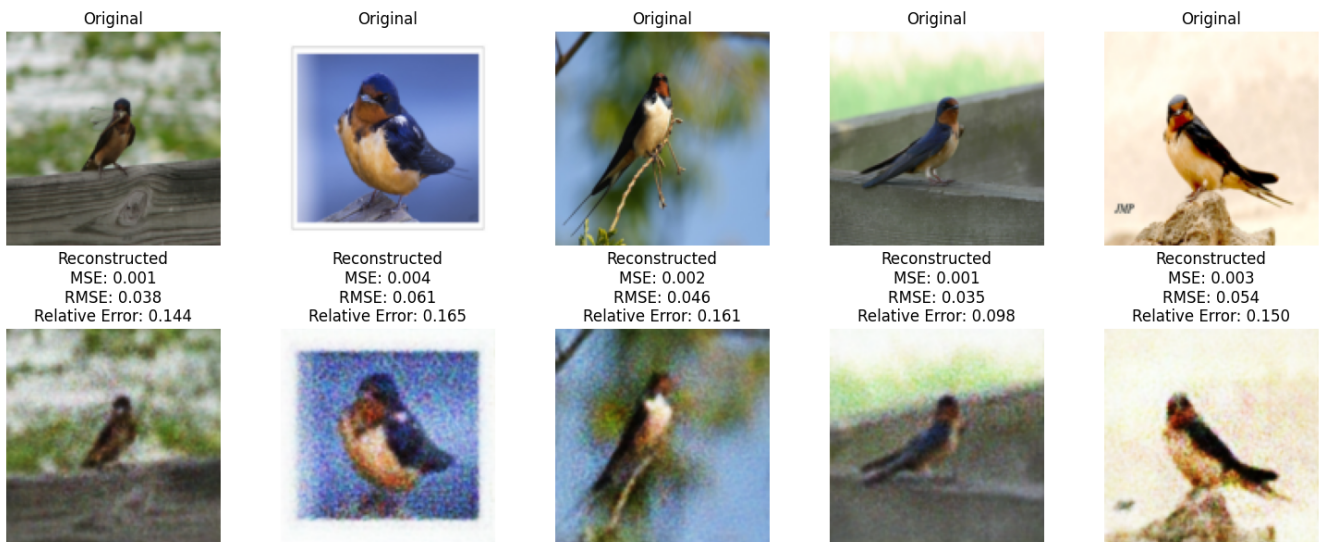 Original
Original
Original
Original
Original
JMP
Reconstructed
MSE: 0.001
RMSE: 0.038
Relative Error: 0.144
Reconstructed
MSE: 0.004
RMSE: 0.061
Relative Error: 0.165
Reconstructed
MSE: 0.002
RMSE: 0.046
Relative Error: 0.161
Reconstructed
MSE: 0.001
RMSE: 0.035
Relative Error: 0.098
Reconstructed
MSE: 0.003
RMSE: 0.054
Relative Error: 0.150